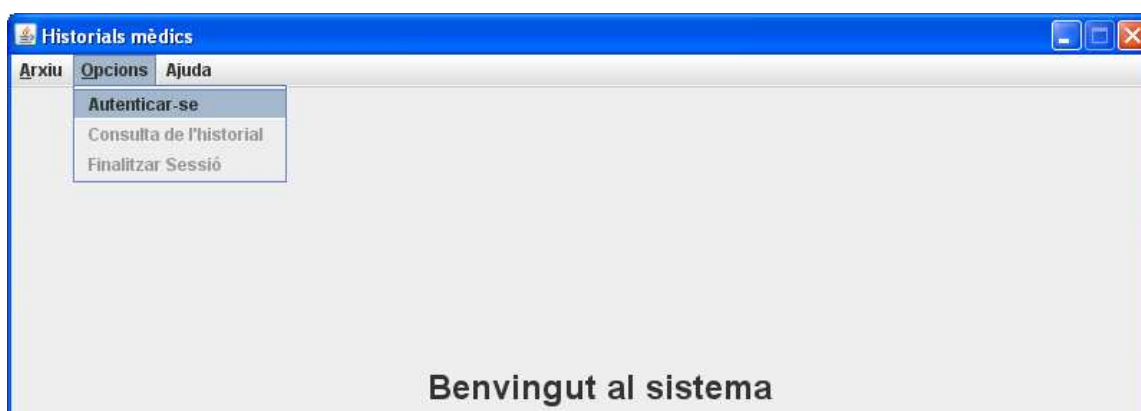 Historials mèdics
Arxiu Opcions Ajuda
Autenticar-se
Consulta de l'historial
Finalitzar Sessió
Benvingut al sistema